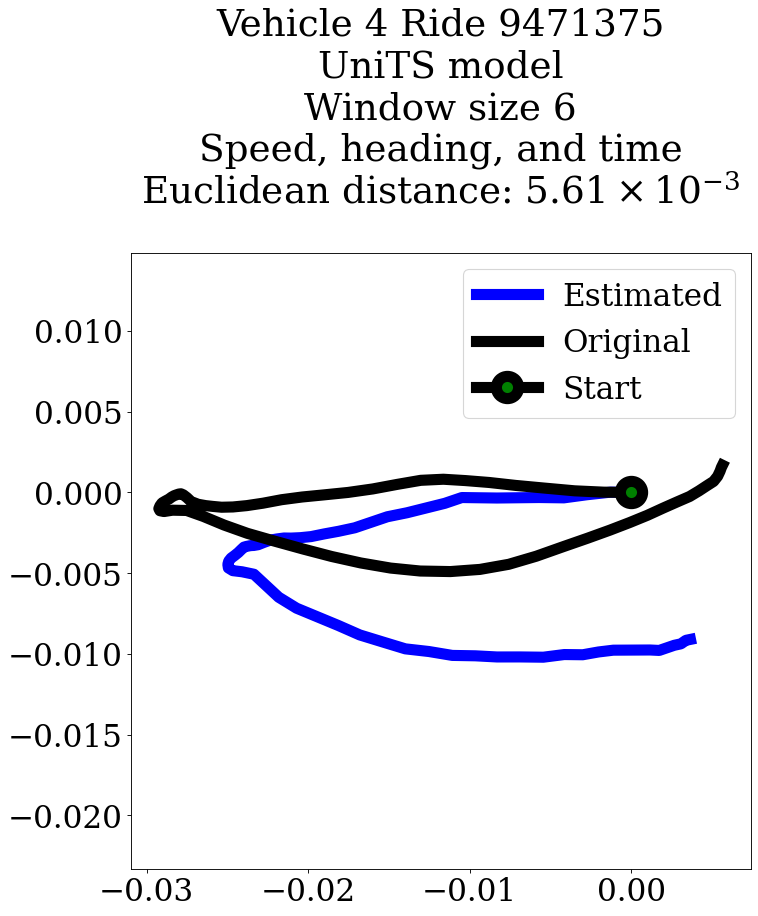 Vehicle 4 Ride 9471375
UniTS model
Window size 6
Speed, heading, and time
Euclidean distance: 5.61 × 10⁻³
Estimated
Original
Start
0.010
0.005
0.000
−0.005
−0.010
−0.015
−0.020
−0.03 −0.02 −0.01 0.00